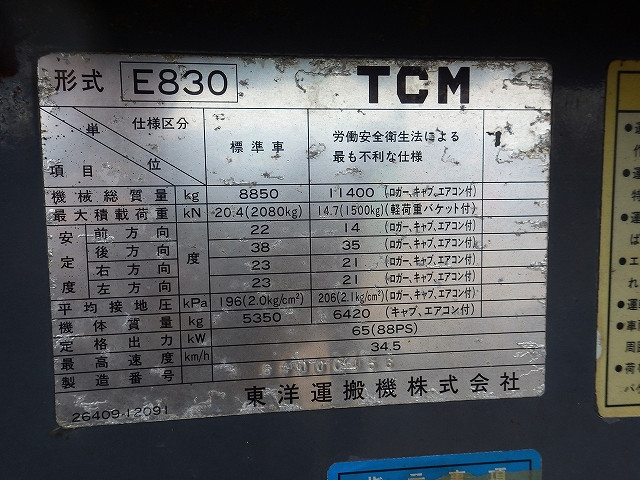 形式 E830 TCM
単位 項目 仕様区分 標準車 労働安全衛生法による最も不利な仕様
機械総質量 kg 8850 11400 (ロガー、キャブ、エアコン付)
最大積載荷重 kN 20.4(2080kg) 14.7(1500kg) (軽荷重バケット付)
安定度 前方向 度 22 14 (ロガー、キャブ、エアコン付)
後方向 38 35 (ロガー、キャブ、エアコン付)
右方向 23 21 (ロガー、キャブ、エアコン付)
左方向 23 21 (ロガー、キャブ、エアコン付)
平均接地圧 kPa 196(2.0kg/cm²) 206(2.1kg/cm²) (ロガー、キャブ、エアコン付)
機体質量 kg 5350 6420 (キャブ、エアコン付)
定格出力 kW 65(88PS)
最高速度 km/h 34.5
製造番号
東洋運搬機株式会社
26409-12091
指示事項